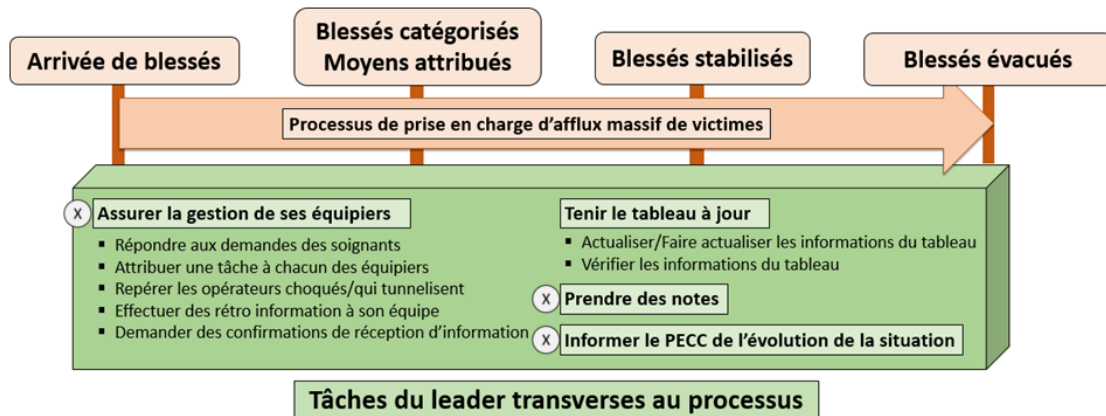 Arrivée de blessés
Blessés catégorisés
Moyens attribués
Blessés stabilisés
Blessés évacués
Processus de prise en charge d'afflux massif de victimes
X
Assurer la gestion de ses équipiers
▪ Répondre aux demandes des soignants
▪ Attribuer une tâche à chacun des équipiers
▪ Repérer les opérateurs choqués/qui tunnelisent
▪ Effectuer des rétro information à son équipe
▪ Demander des confirmations de réception d'information
Tenir le tableau à jour
▪ Actualiser/Faire actualiser les informations du tableau
▪ Vérifier les informations du tableau
X
Prendre des notes
X
Informer le PECC de l'évolution de la situation
Tâches du leader transverses au processus